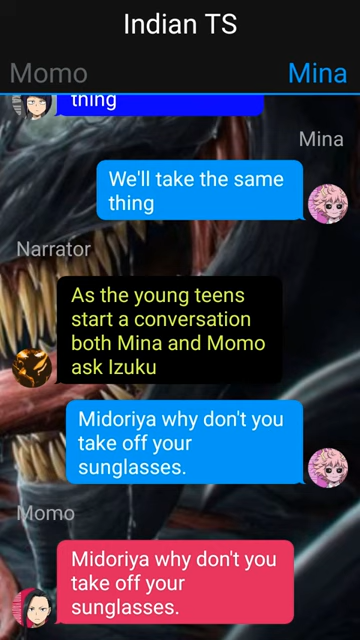 Indian TS
Momo
Mina
thing
Mina
We'll take the same
thing
Narrator
As the young teens
start a conversation
both Mina and Momo
ask Izuku
Midoriya why don't you
take off your
sunglasses.
Momo
Midoriya why don't you
take off your
sunglasses.